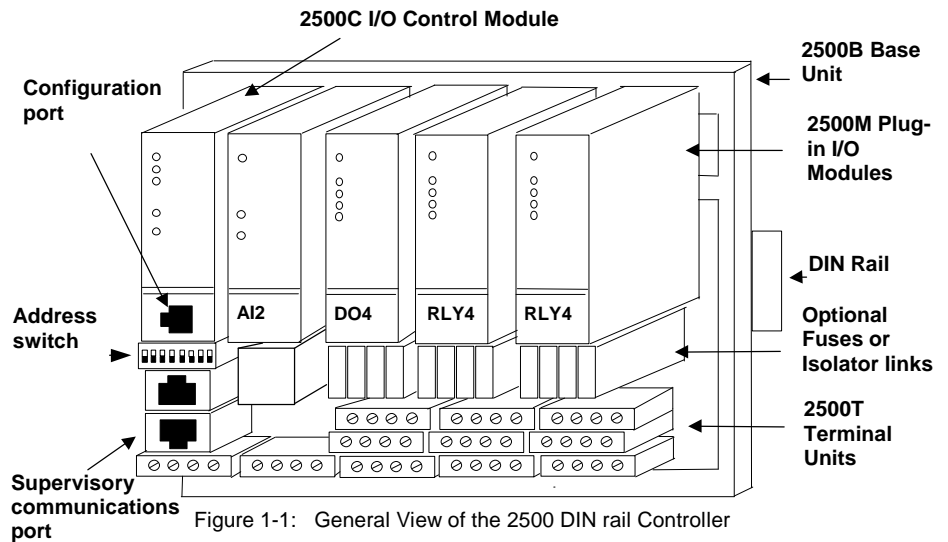 2500C I/O Control Module
Configuration
port
2500B Base
Unit
2500M Plug-
in I/O
Modules
DIN Rail
AI2
DO4
RLY4
RLY4
Address
switch
Optional
Fuses or
Isolator links
2500T
Terminal
Units
Supervisory
communications
port
Figure 1-1: General View of the 2500 DIN rail Controller